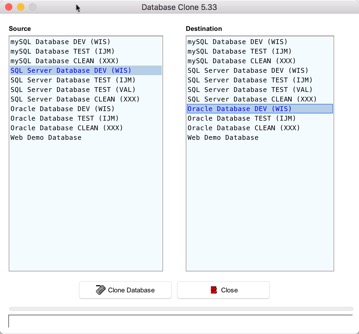 Database Clone 5.33
Source
mySQL Database DEV (WIS)
mySQL Database TEST (IJM)
mySQL Database CLEAN (XXX)
SQL Server Database DEV (WIS)
SQL Server Database TEST (IJM)
SQL Server Database TEST (VAL)
SQL Server Database CLEAN (XXX)
Oracle Database DEV (WIS)
Oracle Database TEST (IJM)
Oracle Database CLEAN (XXX)
Web Demo Database
Destination
mySQL Database DEV (WIS)
mySQL Database TEST (IJM)
mySQL Database CLEAN (XXX)
SQL Server Database DEV (WIS)
SQL Server Database TEST (IJM)
SQL Server Database TEST (VAL)
SQL Server Database CLEAN (XXX)
Oracle Database DEV (WIS)
Oracle Database TEST (IJM)
Oracle Database CLEAN (XXX)
Web Demo Database
Clone Database
Close